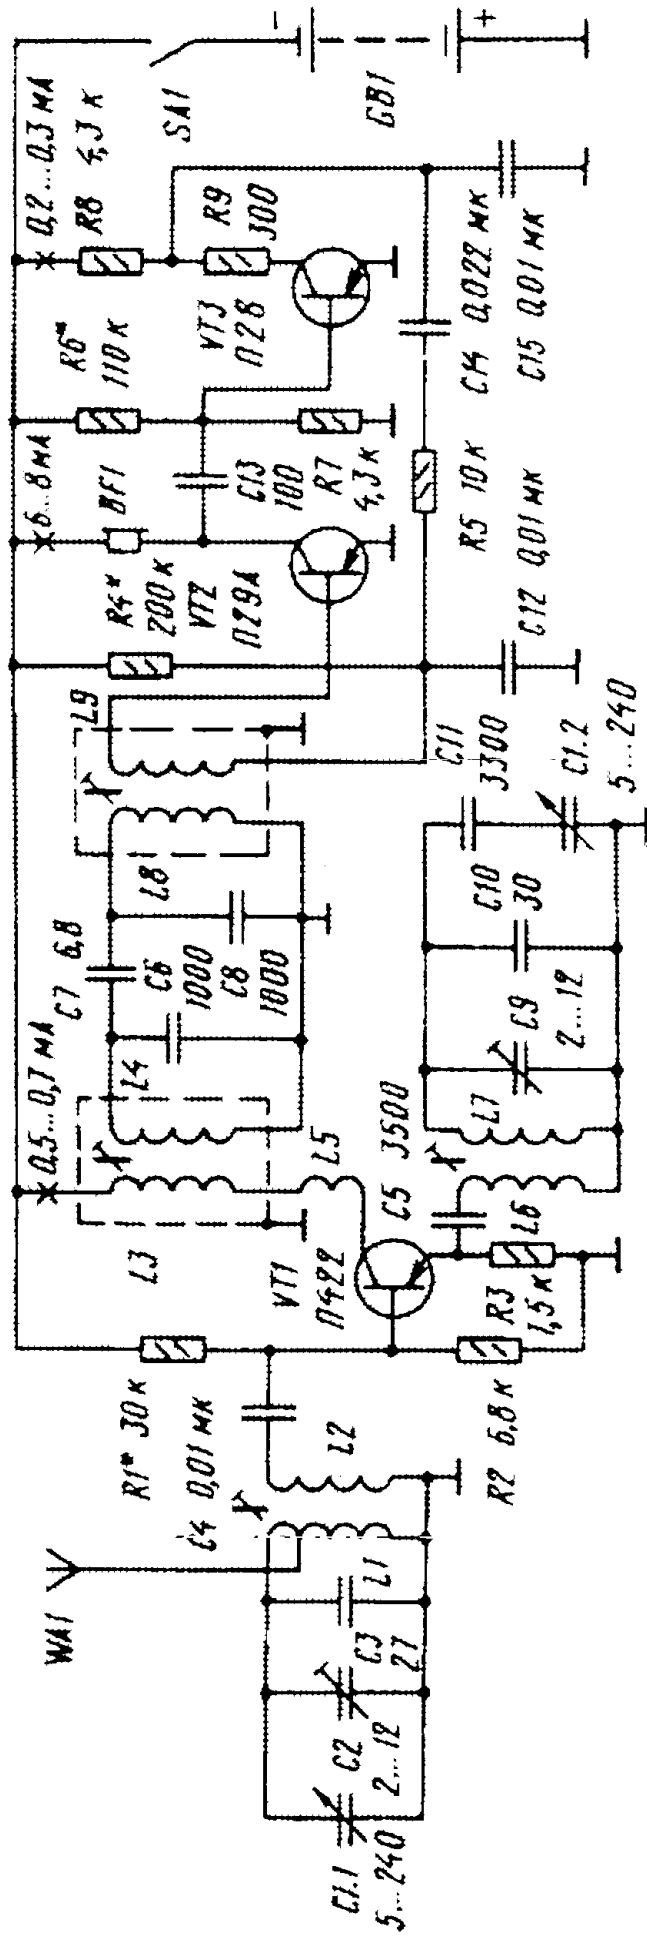 WA1
C1.1
5...240
C2
2...12
C3
27
L1
L2
C4 0,01 мк
R1* 30 к
R2 6,8 к
R3
1,5 к
VT1
П422
C5 3500
L3
L4
L5
L6
L7
0,5...0,7 мА
C7 6,8
C6
1000
C8
1000
L8
L9
C9
2...12
C10
30
C11
3300
C1.2
5...240
R4*
200 к
VT2
П29А
BF1
6...8 мА
C12 0,01 мк
R5 10 к
C13
100
R6*
110 к
R7
4,3 к
VT3
П28
R8 4,3 к
0,2...0,3 мА
R9
300
C14 0,022 мк
C15 0,01 мк
SA1
GB1
-
+